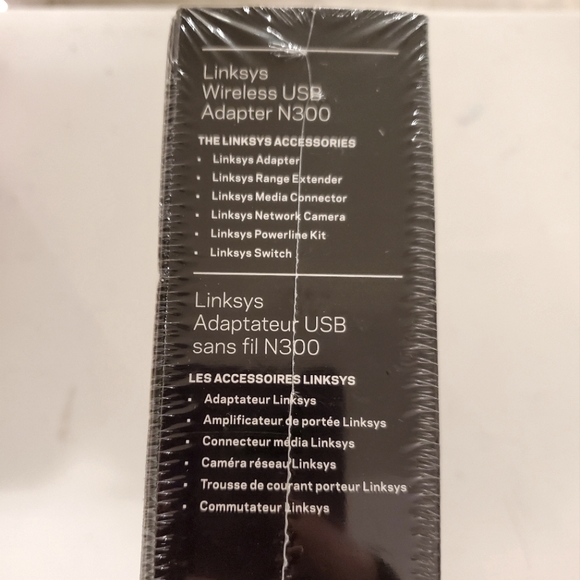 Linksys
Wireless USB
Adapter N300
THE LINKSYS ACCESSORIES
• Linksys Adapter
• Linksys Range Extender
• Linksys Media Connector
• Linksys Network Camera
• Linksys Powerline Kit
• Linksys Switch
Linksys
Adaptateur USB
sans fil N300
LES ACCESSOIRES LINKSYS
• Adaptateur Linksys
• Amplificateur de portée Linksys
• Connecteur média Linksys
• Caméra réseau Linksys
• Trousse de courant porteur Linksys
• Commutateur Linksys